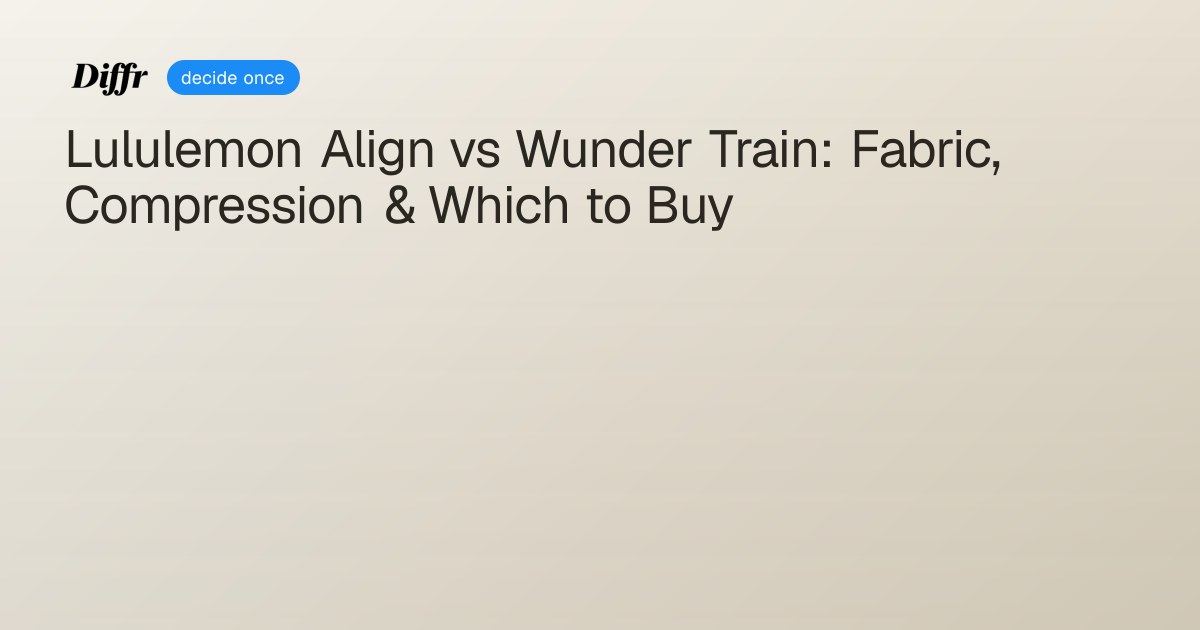 Diffr decide once
Lululemon Align vs Wunder Train: Fabric,
Compression & Which to Buy